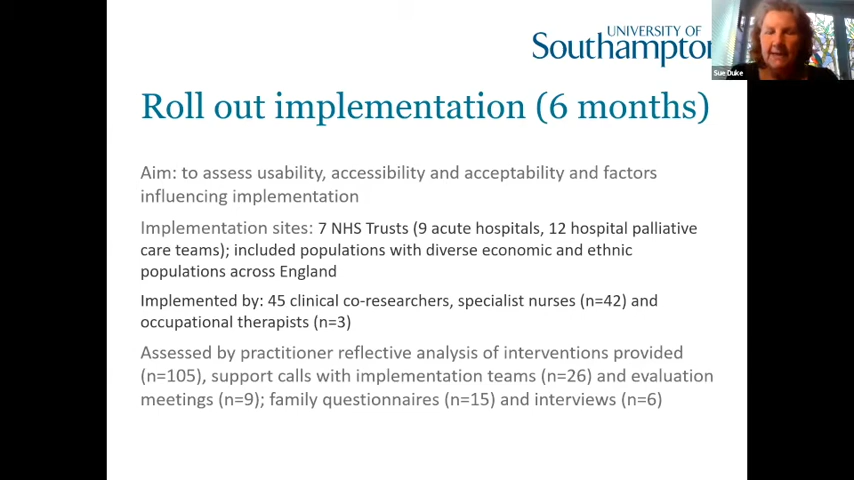 UNIVERSITY OF
Southampton
Sue Duke
Roll out implementation (6 months)
Aim: to assess usability, accessibility and acceptability and factors
influencing implementation
Implementation sites: 7 NHS Trusts (9 acute hospitals, 12 hospital palliative
care teams); included populations with diverse economic and ethnic
populations across England
Implemented by: 45 clinical co-researchers, specialist nurses (n=42) and
occupational therapists (n=3)
Assessed by practitioner reflective analysis of interventions provided
(n=105), support calls with implementation teams (n=26) and evaluation
meetings (n=9); family questionnaires (n=15) and interviews (n=6)